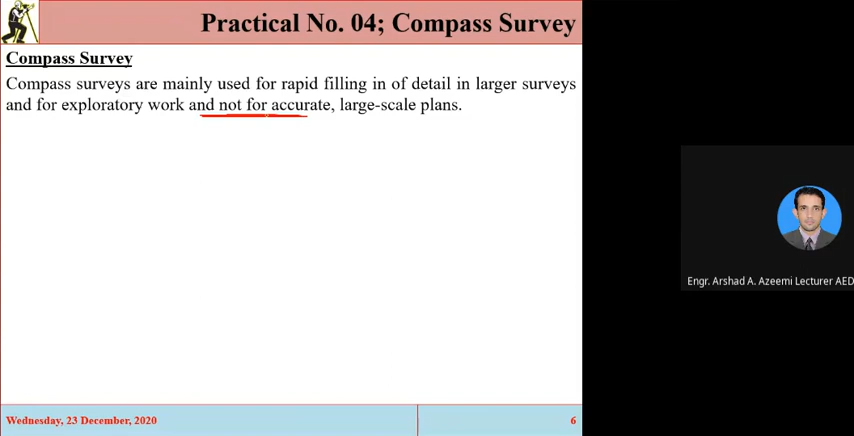 Practical No. 04; Compass Survey
Compass Survey
Compass surveys are mainly used for rapid filling in of detail in larger surveys
and for exploratory work and not for accurate, large-scale plans.
Engr. Arshad A. Azeemi Lecturer AED
Wednesday, 23 December, 2020
6